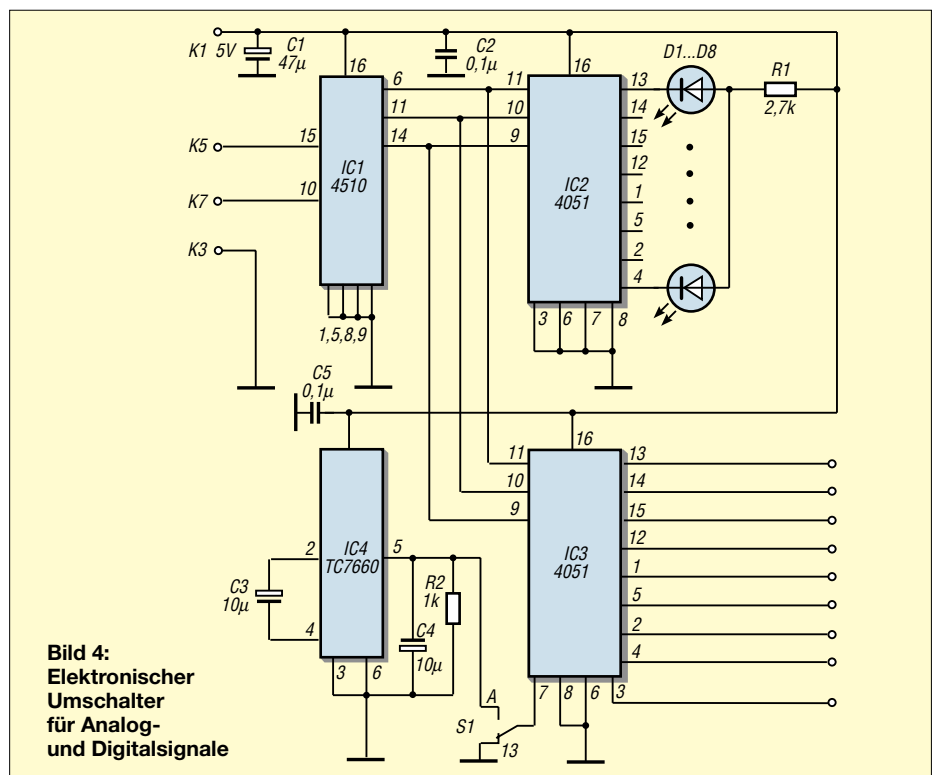 K1 5V
C1
47µ
C2
0,1µ
D1...D8
R1
2,7k
16
16
6
11
14
11
10
9
13
14
15
12
1
5
2
4
K5
15
K7
10
K3
IC1
4510
IC2
4051
1,5,8,9
3
6
7
8
C5
0,1µ
16
11
10
9
13
14
15
12
1
5
2
4
IC4
TC7660
IC3
4051
2
4
5
C3
10µ
R2
1k
C4
10µ
3
6
A
S1
13
7
8
6
3
Bild 4:
Elektronischer
Umschalter
für Analog-
und Digitalsignale